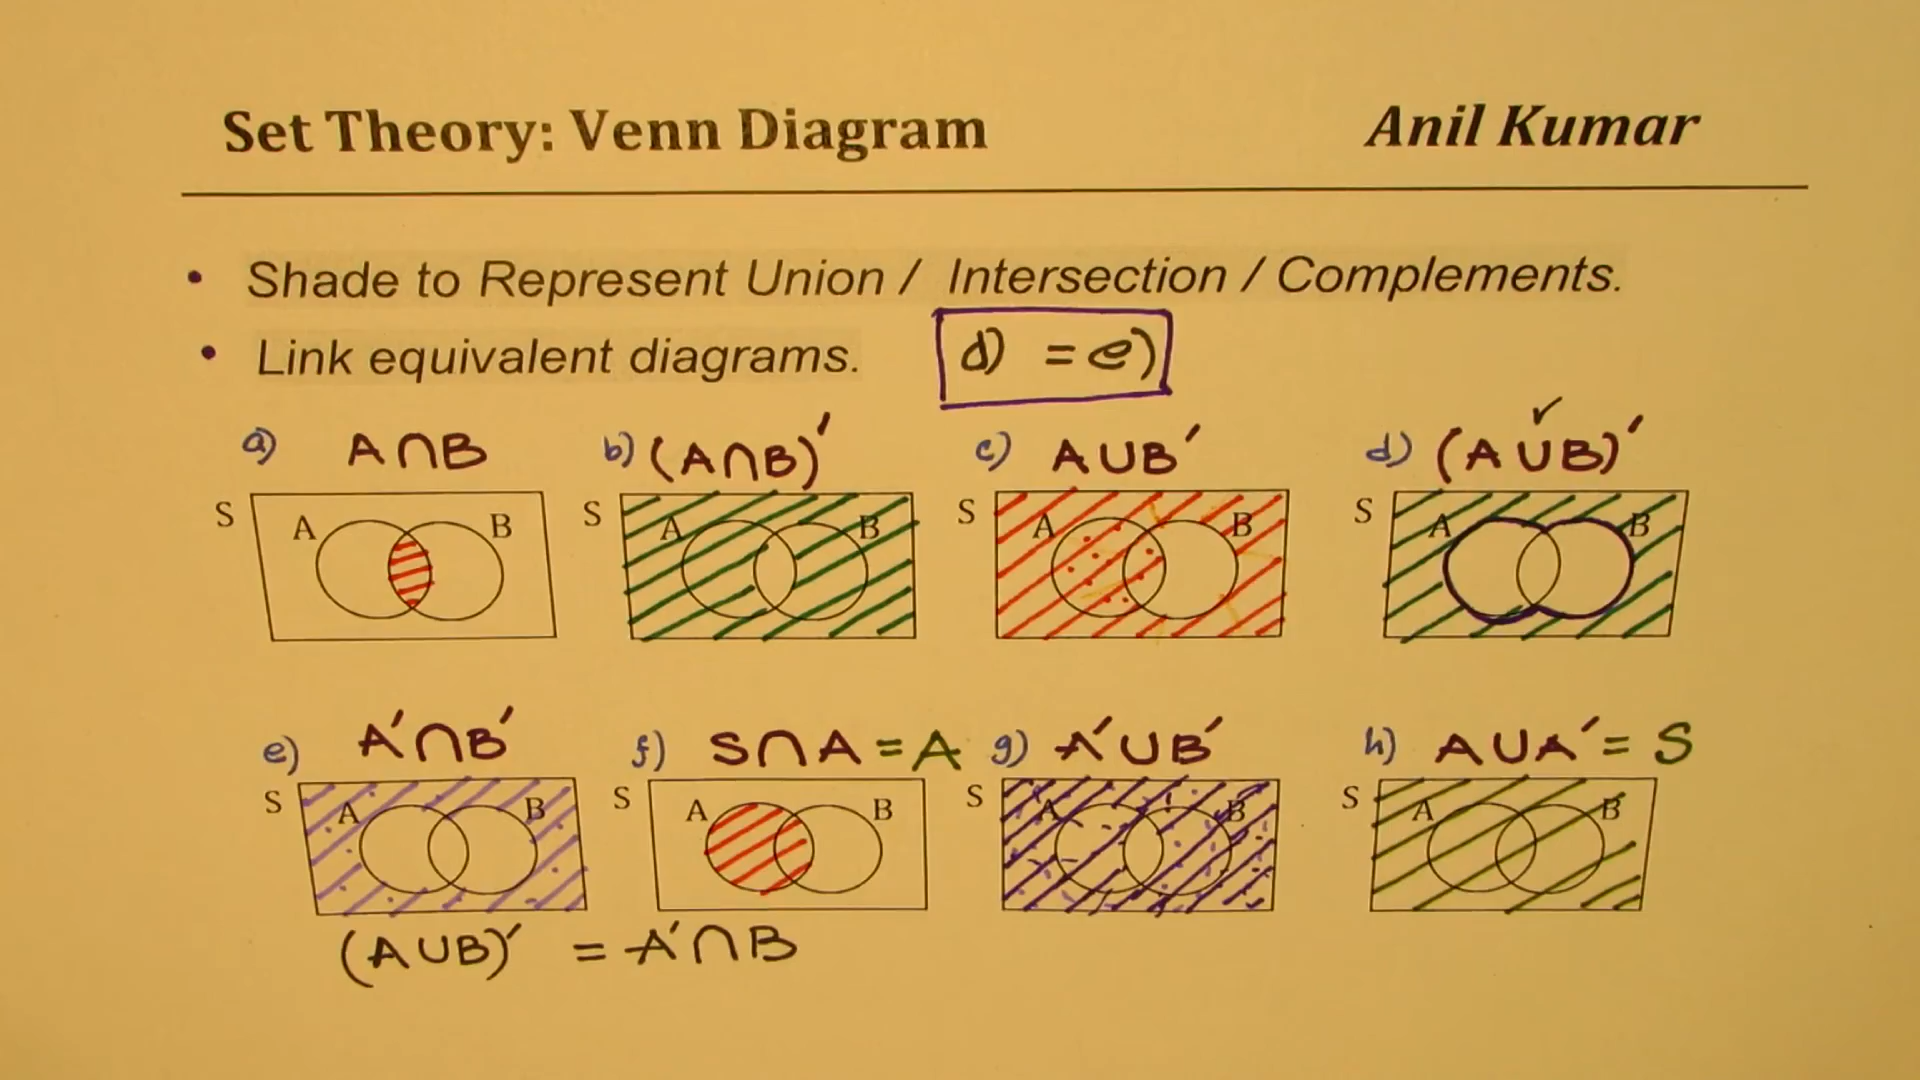 Set Theory: Venn Diagram Anil Kumar
• Shade to Represent Union / Intersection / Complements.
• Link equivalent diagrams. d) = e)
a) A∩B b) (A∩B)′ c) A∪B′ d) (A∪B)′
S A B S A B S A B S A B
e) A′∩B′ f) S∩A = A g) A′∪B′ h) A∪A′ = S
S A B S A B S A B S A B
(A∪B)′ = A′∩B